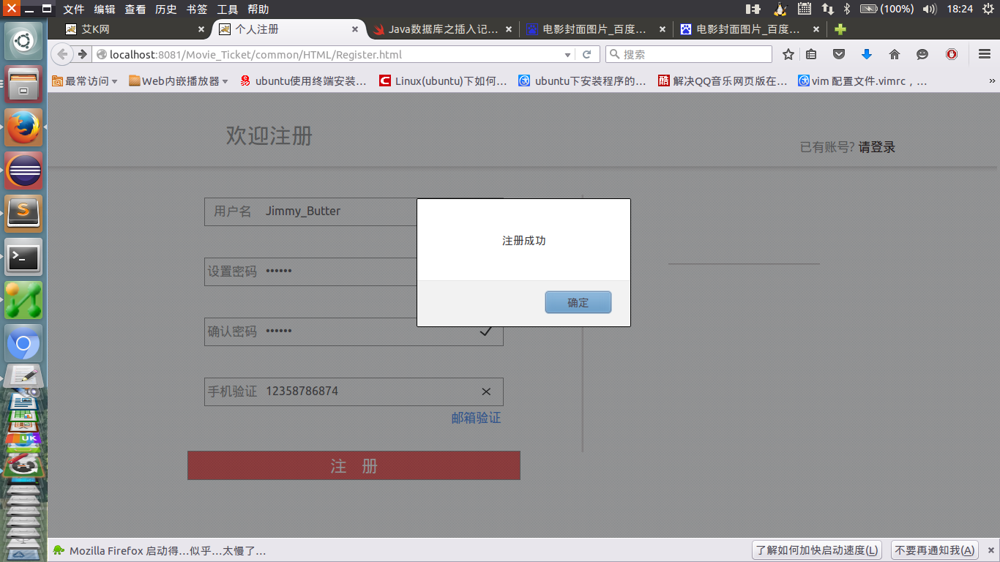 文件 编辑 查看 历史 书签 工具 帮助
(100%) 18:24
艾K网
个人注册
Java数据库之插入记...
电影封面图片_百度...
电影封面图片_百度...
localhost:8081/Movie_Ticket/common/HTML/Register.html
搜索
最常访问
Web内嵌播放器
ubuntu使用终端安装...
Linux(ubuntu)下如何...
ubuntu下安装程序的...
解决QQ音乐网页版在...
vim 配置文件.vimrc，...
欢迎注册
已有账号? 请登录
用户名 Jimmy_Butter
注册成功
设置密码 ••••••
确定
确认密码 ••••••
手机验证 12358786874
邮箱验证
注 册
UK
Mozilla Firefox 启动得...似乎...太慢了...
了解如何加快启动速度(L)
不要再通知我(A)